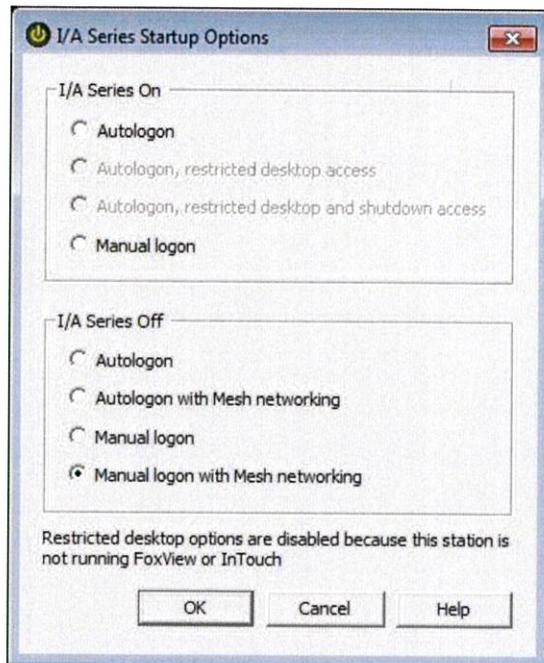 I/A Series Startup Options
I/A Series On
Autologon
Autologon, restricted desktop access
Autologon, restricted desktop and shutdown access
Manual logon
I/A Series Off
Autologon
Autologon with Mesh networking
Manual logon
Manual logon with Mesh networking
Restricted desktop options are disabled because this station is
not running FoxView or InTouch
OK
Cancel
Help